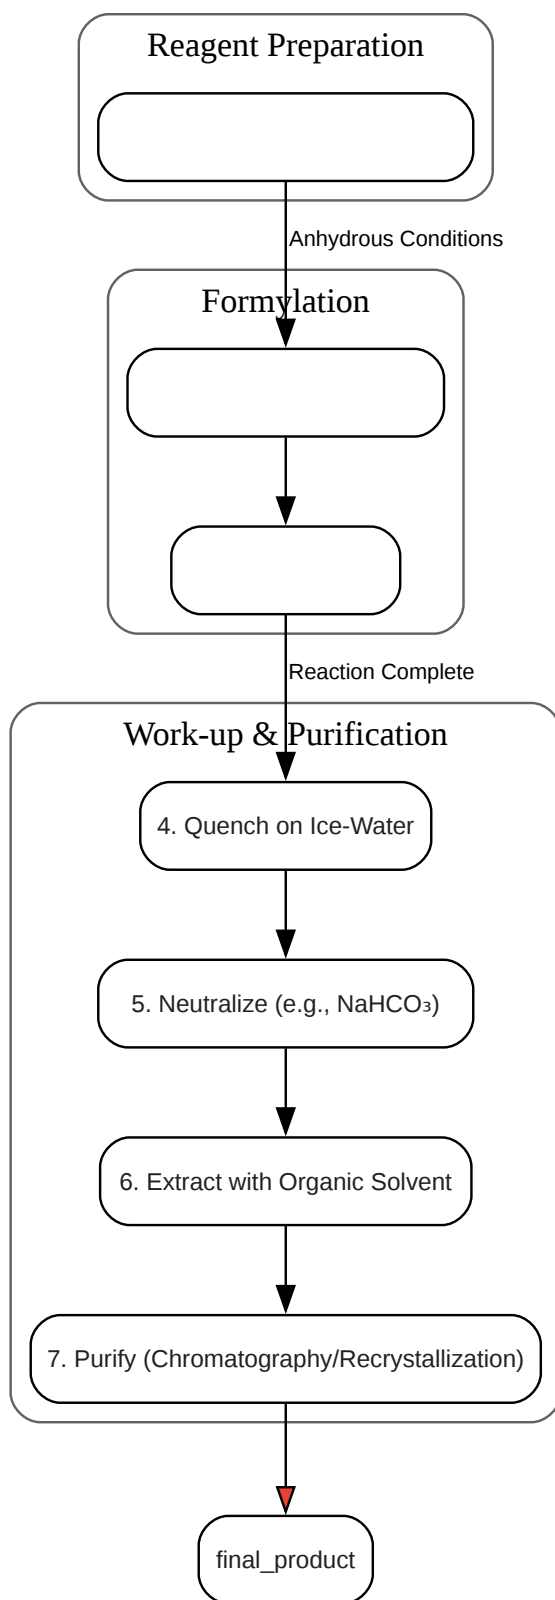 Reagent Preparation
Anhydrous Conditions
Formylation
Reaction Complete
Work-up & Purification
4. Quench on Ice-Water
5. Neutralize (e.g., NaHCO₃)
6. Extract with Organic Solvent
7. Purify (Chromatography/Recrystallization)
final_product